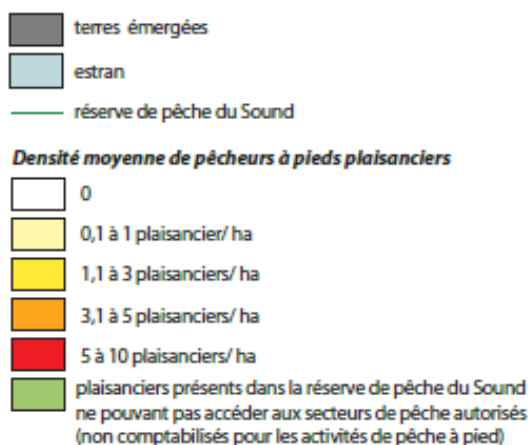 terres émergées
estran
réserve de pêche du Sound
Densité moyenne de pêcheurs à pieds plaisanciers
0
0,1 à 1 plaisancier/ ha
1,1 à 3 plaisanciers/ ha
3,1 à 5 plaisanciers/ ha
5 à 10 plaisanciers/ ha
plaisanciers présents dans la réserve de pêche du Sound
ne pouvant pas accéder aux secteurs de pêche autorisés
(non comptabilisés pour les activités de pêche à pied)